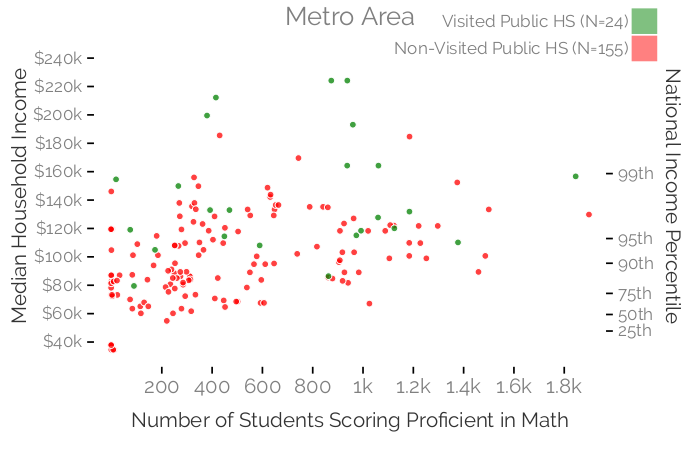 Metro Area
Visited Public HS (N=24)
Non-Visited Public HS (N=155)
Median Household Income
$240k
$220k
$200k
$180k
$160k
$140k
$120k
$100k
$80k
$60k
$40k
National Income Percentile
99th
95th
90th
75th
50th
25th
200 400 600 800 1k 1.2k 1.4k 1.6k 1.8k
Number of Students Scoring Proficient in Math